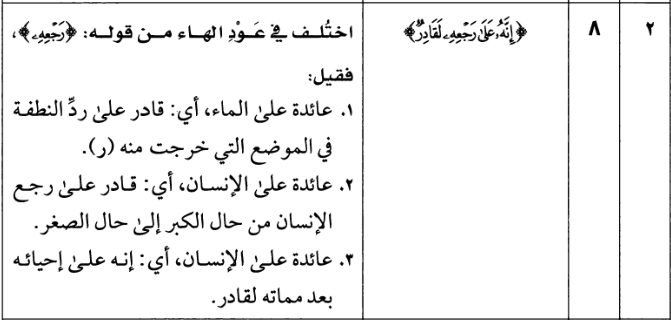 ٢
٨
﴿إِنَّهُ عَلَىٰ رَجْعِهِ لَقَادِرٌ﴾
اختُلف في عَوْدِ الهاء من قوله: ﴿رَجْعِهِ﴾،
فقيل:
١. عائدة علىٰ الماء، أي: قادر علىٰ ردِّ النطفة
في الموضع التي خرجت منه (ر).
٢. عائدة علىٰ الإنسان، أي: قادر علىٰ رجع
الإنسان من حال الكبر إلىٰ حال الصغر.
٣. عائدة علىٰ الإنسان، أي: إنه علىٰ إحيائه
بعد مماته لقادر.